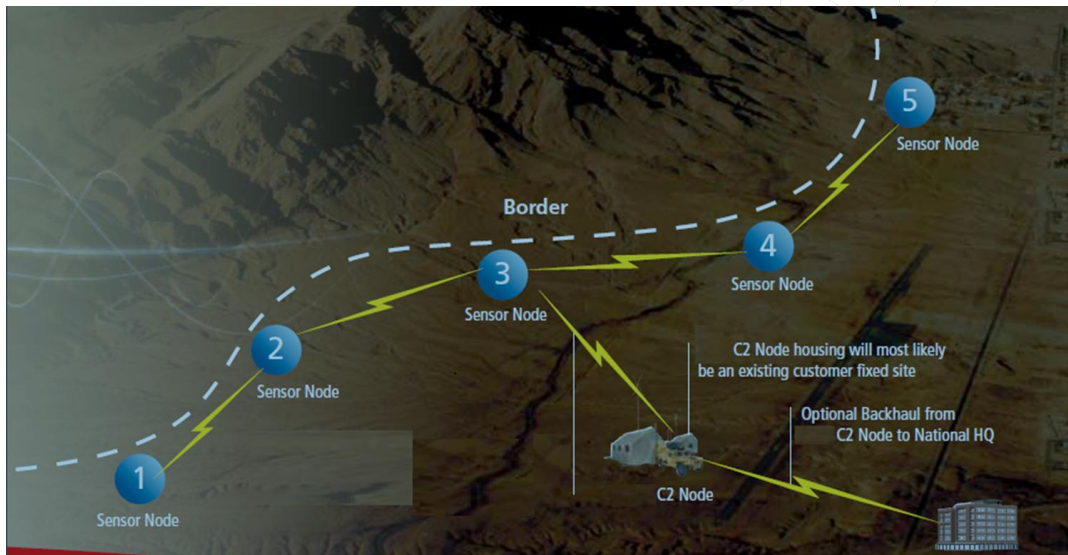 5
Sensor Node
Border
4
Sensor Node
3
Sensor Node
2
Sensor Node
C2 Node housing will most likely
be an existing customer fixed site
Optional Backhaul from
C2 Node to National HQ
1
Sensor Node
C2 Node